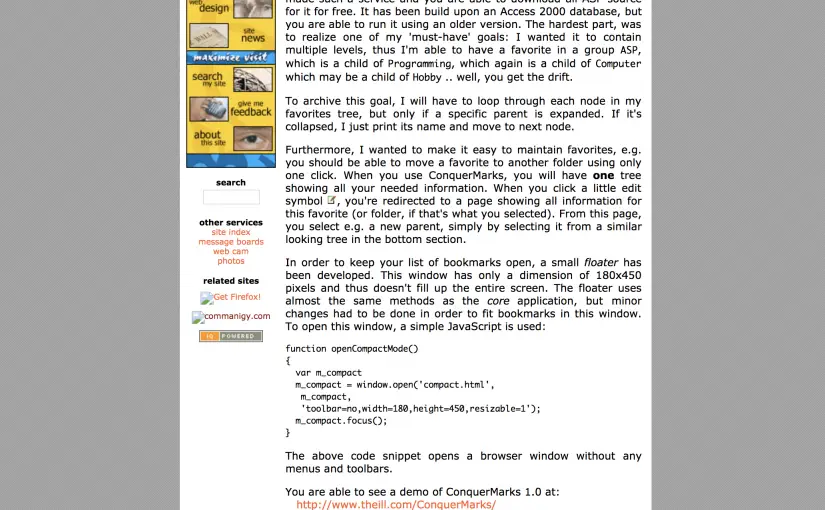 web
design
site
news
maximize visit
search
my site
give me
feedback
about
this site
search
other services
site index
message boards
web cam
photos
related sites
Get Firefox!
commanigy.com
POWERED
made such a service and you are able to download all ASP source
for it for free. It has been build upon an Access 2000 database, but
you are able to run it using an older version. The hardest part, was
to realize one of my 'must-have' goals: I wanted it to contain
multiple levels, thus I'm able to have a favorite in a group ASP,
which is a child of Programming, which again is a child of Computer
which may be a child of Hobby .. well, you get the drift.
To archive this goal, I will have to loop through each node in my
favorites tree, but only if a specific parent is expanded. If it's
collapsed, I just print its name and move to next node.
Furthermore, I wanted to make it easy to maintain favorites, e.g.
you should be able to move a favorite to another folder using only
one click. When you use ConquerMarks, you will have one tree
showing all your needed information. When you click a little edit
symbol , you're redirected to a page showing all information for
this favorite (or folder, if that's what you selected). From this page,
you select e.g. a new parent, simply by selecting it from a similar
looking tree in the bottom section.
In order to keep your list of bookmarks open, a small floater has
been developed. This window has only a dimension of 180x450
pixels and thus doesn't fill up the entire screen. The floater uses
almost the same methods as the core application, but minor
changes had to be done in order to fit bookmarks in this window.
To open this window, a simple JavaScript is used:
function openCompactMode()
{
var m_compact
m_compact = window.open('compact.html',
m_compact,
'toolbar=no,width=180,height=450,resizable=1');
m_compact.focus();
}
The above code snippet opens a browser window without any
menus and toolbars.
You are able to see a demo of ConquerMarks 1.0 at:
http://www.theill.com/ConquerMarks/